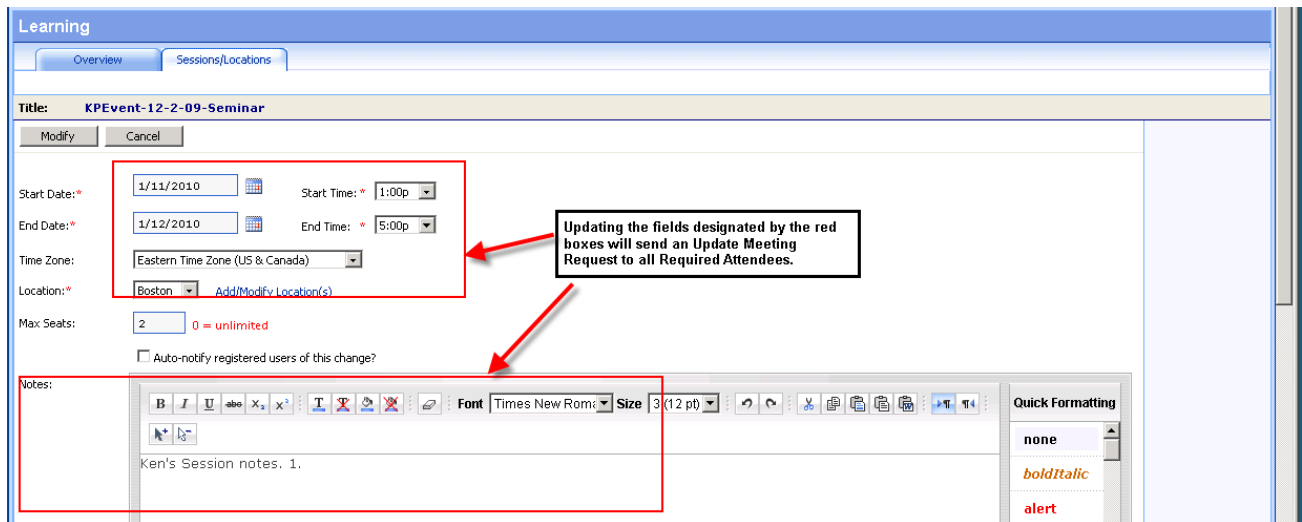 Learning
Overview Sessions/Locations
Title: KPEvent-12-2-09-Seminar
Modify Cancel
Start Date:* 1/11/2010 Start Time: * 1:00p
End Date:* 1/12/2010 End Time: * 5:00p
Updating the fields designated by the red
boxes will send an Update Meeting
Request to all Required Attendees.
Time Zone: Eastern Time Zone (US & Canada)
Location:* Boston Add/Modify Location(s)
Max Seats: 2 0 = unlimited
Auto-notify registered users of this change?
Notes:
B I U abc X₂ X² T T Font Times New Roma Size 3 (12 pt) Quick Formatting
none
Ken's Session notes. 1.
boldItalic
alert